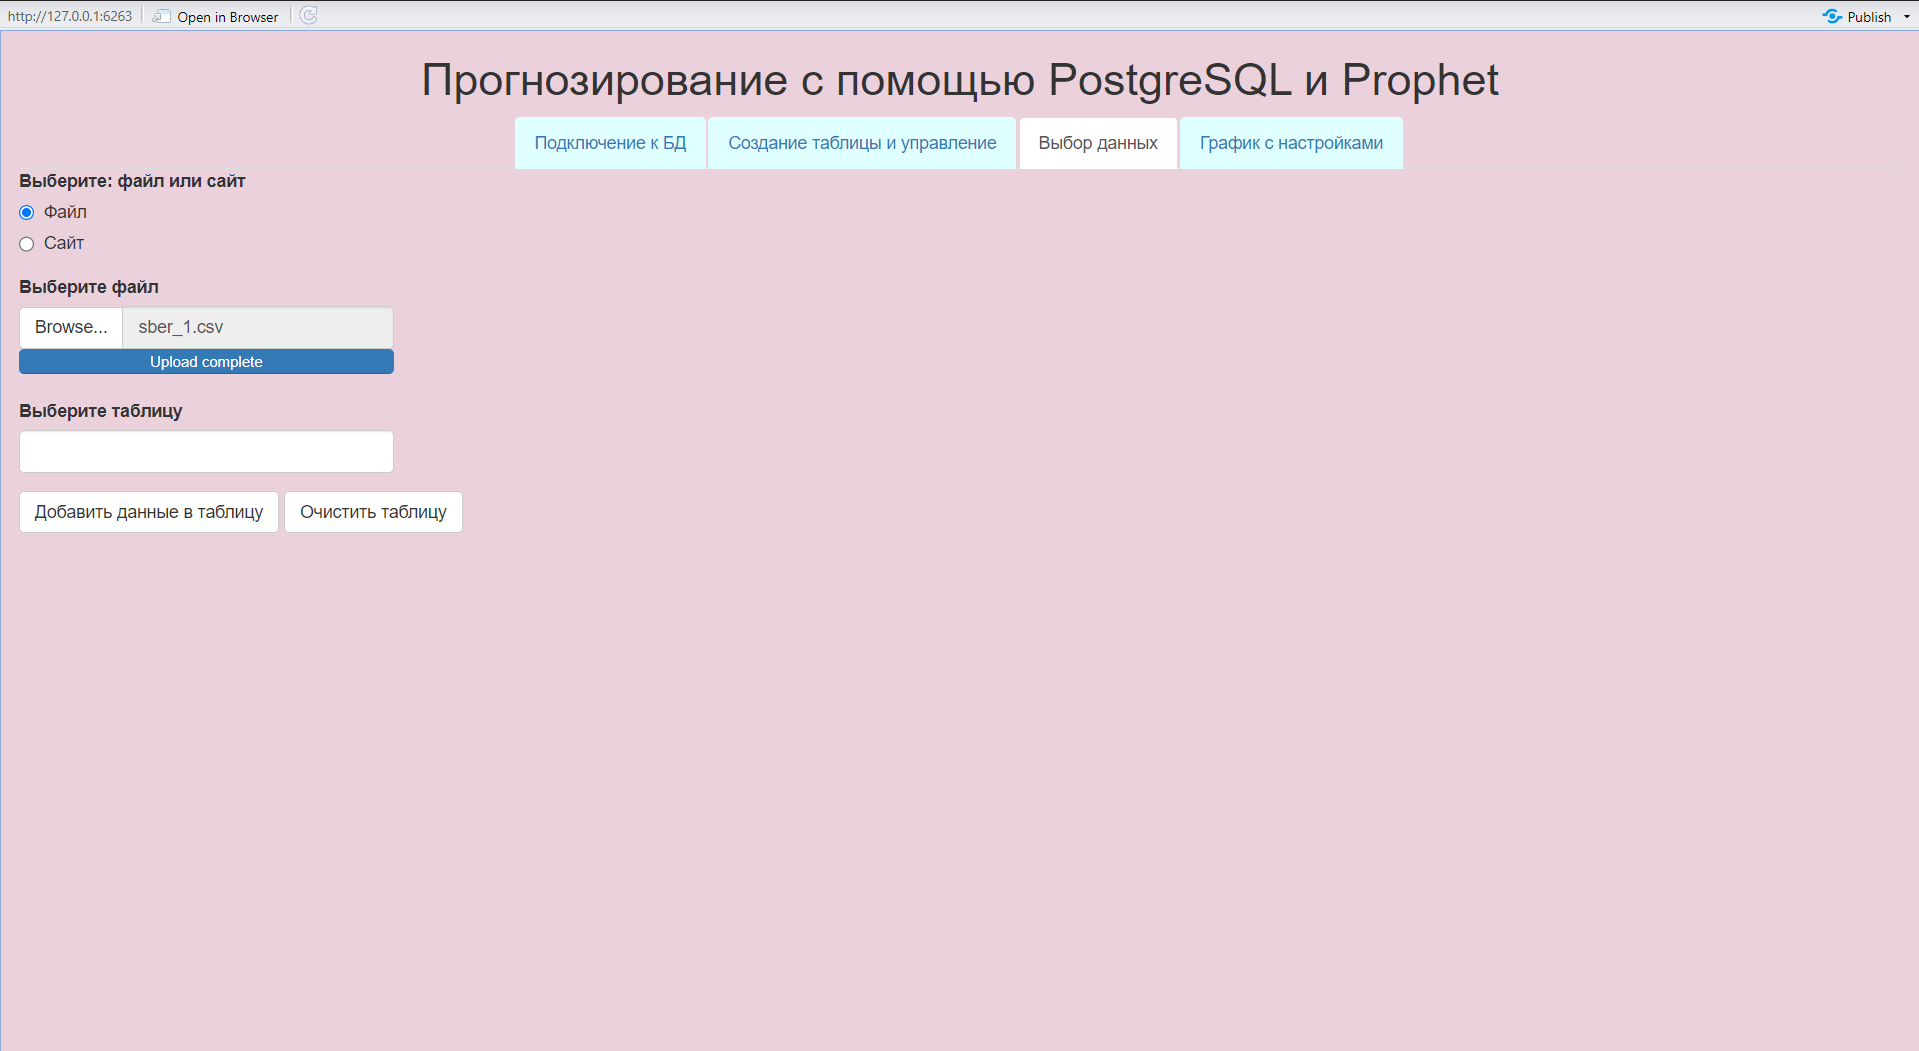 http://127.0.0.1:6263 Open in Browser Publish
Прогнозирование с помощью PostgreSQL и Prophet
Подключение к БД Создание таблицы и управление Выбор данных График с настройками
Выберите: файл или сайт
Файл
Сайт
Выберите файл
Browse... sber_1.csv
Upload complete
Выберите таблицу
Добавить данные в таблицу Очистить таблицу